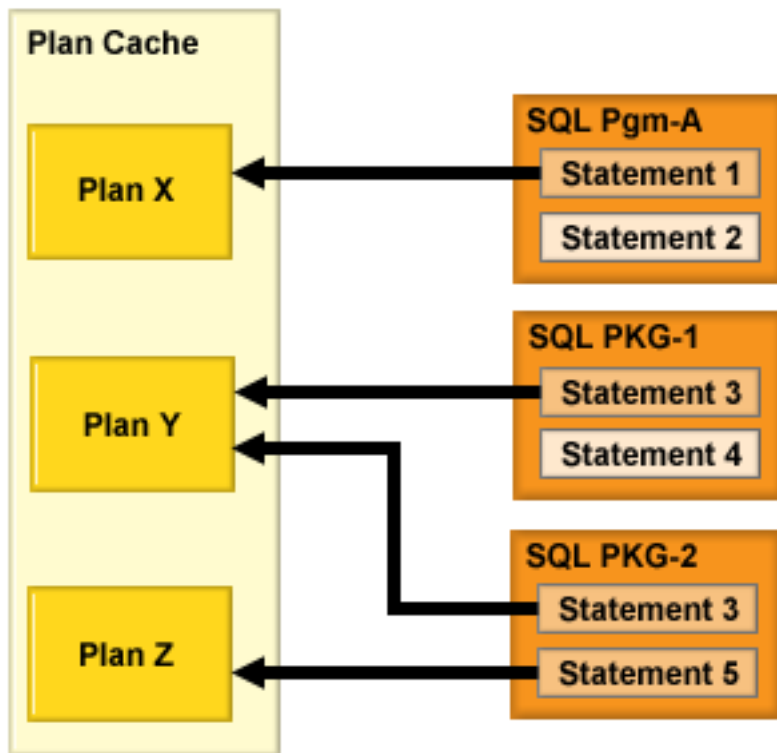 Plan Cache
Plan X
Plan Y
Plan Z
SQL Pgm-A
Statement 1
Statement 2
SQL PKG-1
Statement 3
Statement 4
SQL PKG-2
Statement 3
Statement 5